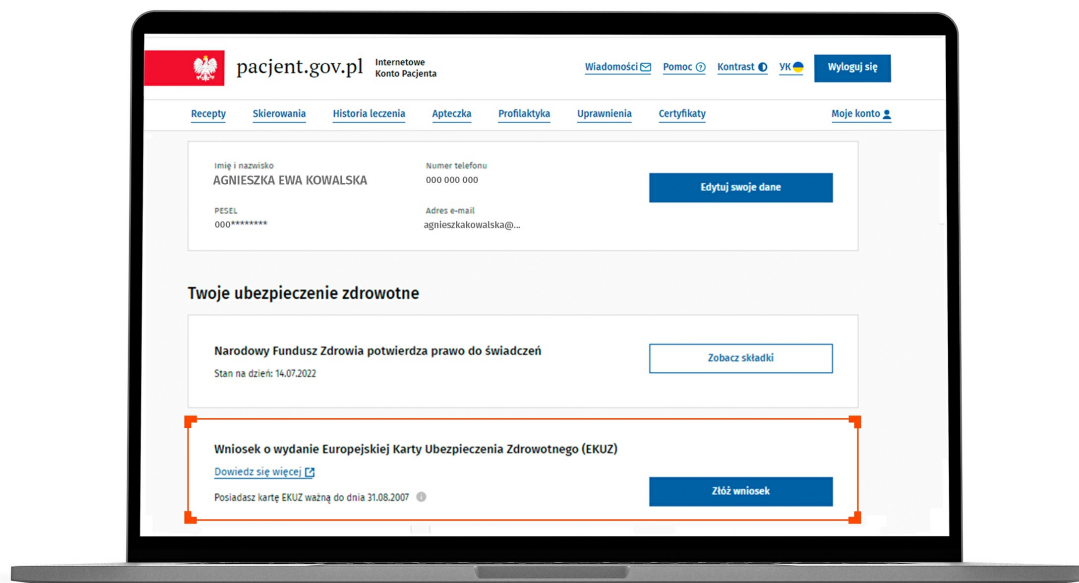 pacjent.gov.pl
Internetowe
Konto Pacjenta
Wiadomości
Pomoc
Kontrast
УК
Wyloguj się
Recepty
Skierowania
Historia leczenia
Apteczka
Profilaktyka
Uprawnienia
Certyfikaty
Moje konto
Imię i nazwisko
AGNIESZKA EWA KOWALSKA
Numer telefonu
000 000 000
Edytuj swoje dane
PESEL
000********
Adres e-mail
agnieszkakowalska@...
Twoje ubezpieczenie zdrowotne
Narodowy Fundusz Zdrowia potwierdza prawo do świadczeń
Stan na dzień: 14.07.2022
Zobacz składki
Wniosek o wydanie Europejskiej Karty Ubezpieczenia Zdrowotnego (EKUZ)
Dowiedz się więcej
Posiadasz kartę EKUZ ważną do dnia 31.08.2007
Złóż wniosek